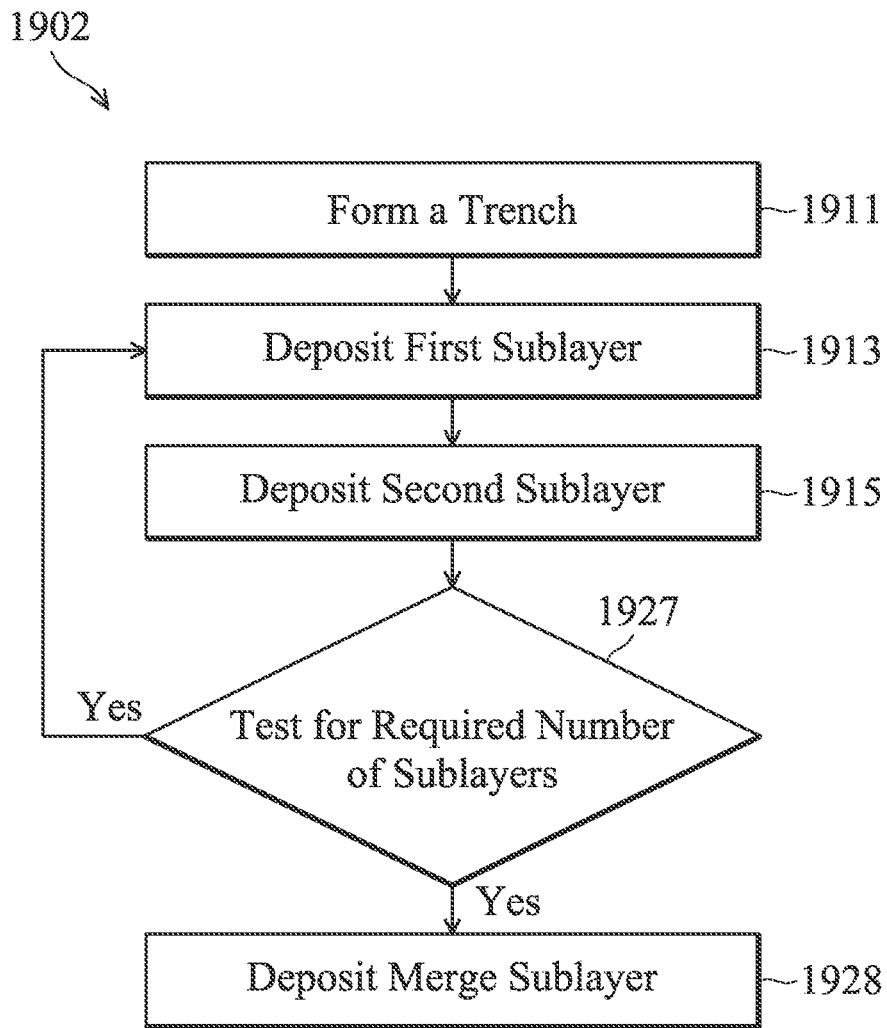 1902
Form a Trench
1911
Deposit First Sublayer
1913
Deposit Second Sublayer
1915
1927
Yes
Test for Required Number
of Sublayers
Yes
Deposit Merge Sublayer
1928